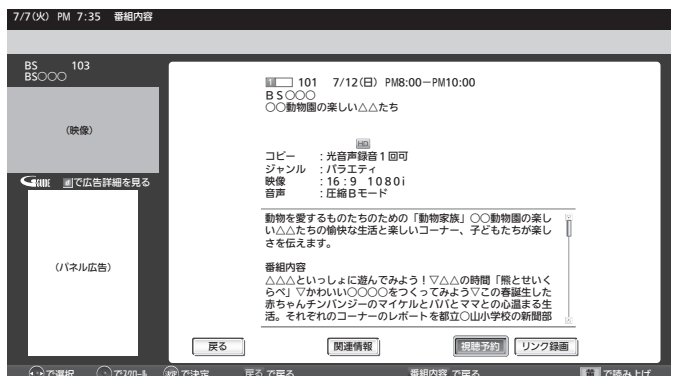 7/7(火) PM 7:35 番組内容
BS 103
BS○○○
(映像)
で広告詳細を見る
(パネル広告)
101 7/12(日) PM8:00－PM10:00
BS○○○
○○動物園の楽しい△△たち
HD
コピー ：光音声録音1回可
ジャンル ：バラエティ
映像 ：16：9 1080i
音声 ：圧縮Bモード
動物を愛するものたちのための「動物家族」○○動物園の楽し
い△△たちの愉快な生活と楽しいコーナー、子どもたちが楽し
さを伝えます。
番組内容
△△△といっしょに遊んでみよう！▽△△の時間「熊とせいく
らべ」▽かわいい○○○○をつくってみよう▽この春誕生した
赤ちゃんチンパンジーのマイケルとパパとママとの心温まる生
活。それぞれのコーナーのレポートを都立○山小学校の新聞部
戻る 関連情報 視聴予約 リンク録画
で選択 でスクロール で決定 戻る で戻る 番組内容 で戻る で読み上げ